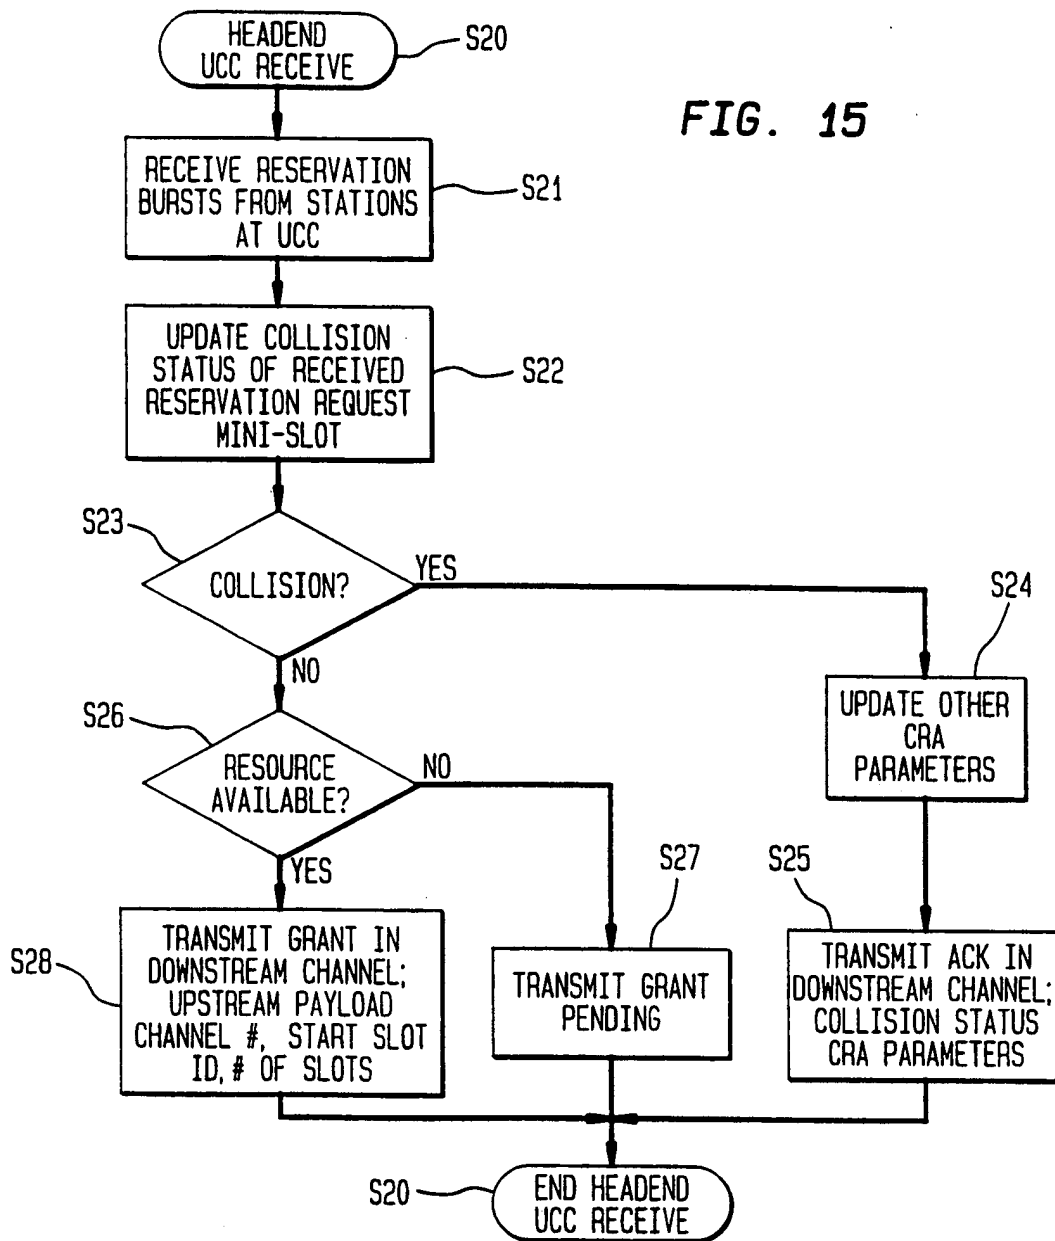 HEADEND
UCC RECEIVE
S20
FIG. 15
RECEIVE RESERVATION
BURSTS FROM STATIONS
AT UCC
S21
UPDATE COLLISION
STATUS OF RECEIVED
RESERVATION REQUEST
MINI-SLOT
S22
S23
COLLISION?
YES
NO
S24
UPDATE OTHER
CRA
PARAMETERS
S26
RESOURCE
AVAILABLE?
NO
YES
S27
S25
S28
TRANSMIT GRANT IN
DOWNSTREAM CHANNEL;
UPSTREAM PAYLOAD
CHANNEL #, START SLOT
ID, # OF SLOTS
TRANSMIT GRANT
PENDING
TRANSMIT ACK IN
DOWNSTREAM CHANNEL;
COLLISION STATUS
CRA PARAMETERS
S20
END HEADEND
UCC RECEIVE